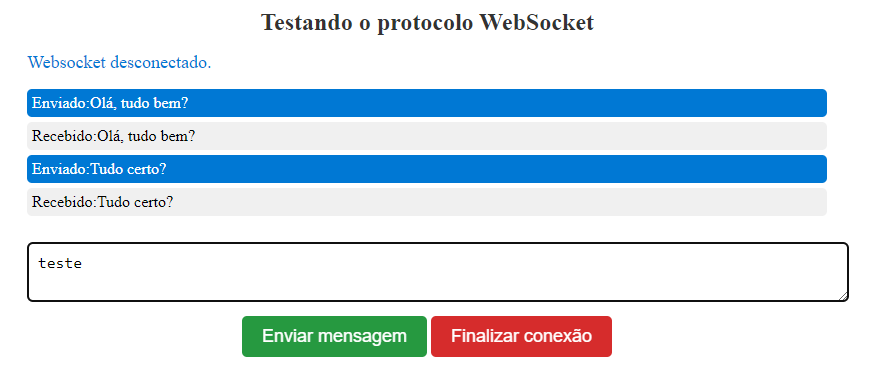 Testando o protocolo WebSocket
Websocket desconectado.
Enviado:Olá, tudo bem?
Recebido:Olá, tudo bem?
Enviado:Tudo certo?
Recebido:Tudo certo?
teste
Enviar mensagem
Finalizar conexão